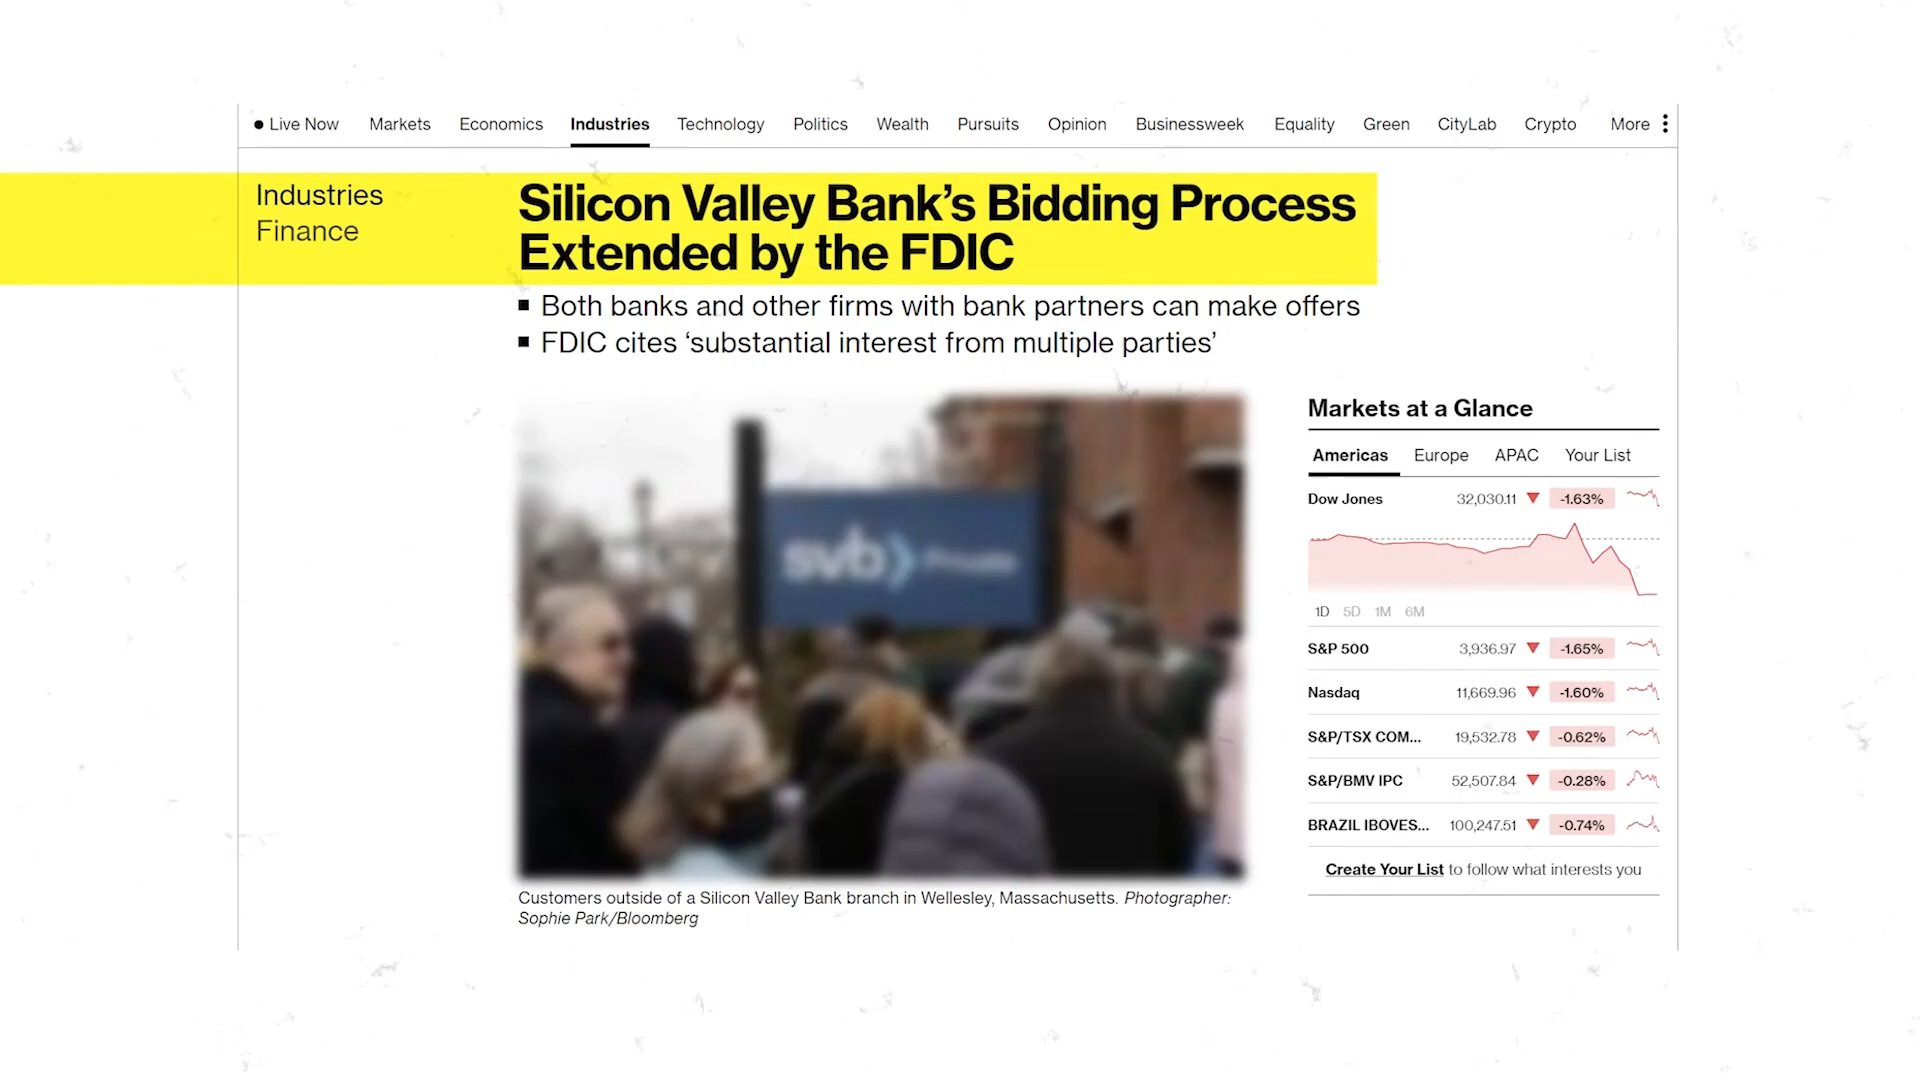 Live Now Markets Economics Industries Technology Politics Wealth Pursuits Opinion Businessweek Equality Green CityLab Crypto More
Industries
Finance
Silicon Valley Bank’s Bidding Process
Extended by the FDIC
Both banks and other firms with bank partners can make offers
FDIC cites ‘substantial interest from multiple parties’
svb Private
Customers outside of a Silicon Valley Bank branch in Wellesley, Massachusetts. Photographer:
Sophie Park/Bloomberg
Markets at a Glance
Americas Europe APAC Your List
Dow Jones 32,030.11 -1.63%
1D 5D 1M 6M
S&P 500 3,936.97 -1.65%
Nasdaq 11,669.96 -1.60%
S&P/TSX COM... 19,532.78 -0.62%
S&P/BMV IPC 52,507.84 -0.28%
BRAZIL IBOVES... 100,247.51 -0.74%
Create Your List to follow what interests you